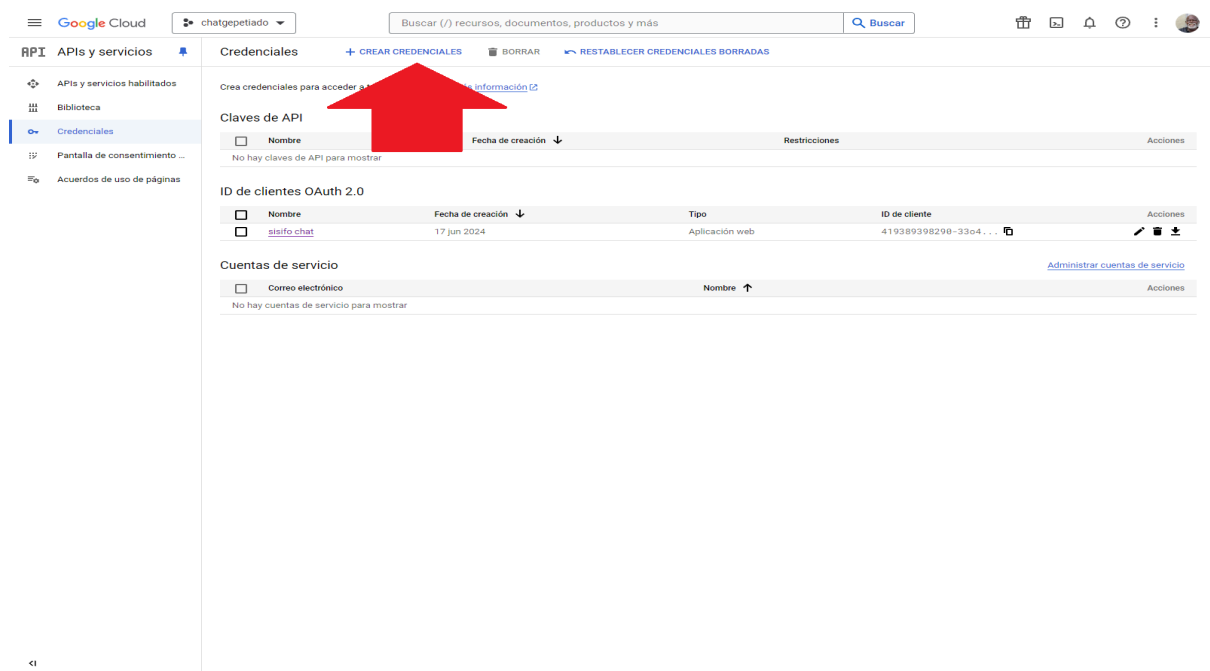 Google Cloud chatgepetiado Buscar (/) recursos, documentos, productos y más Buscar
API APIs y servicios Credenciales + CREAR CREDENCIALES BORRAR RESTABLECER CREDENCIALES BORRADAS
APIs y servicios habilitados
Biblioteca
Credenciales
Pantalla de consentimiento ...
Acuerdos de uso de páginas
Crea credenciales para acceder a información
Claves de API
Nombre Fecha de creación Restricciones Acciones
No hay claves de API para mostrar
ID de clientes OAuth 2.0
Nombre Fecha de creación Tipo ID de cliente Acciones
sisifo chat 17 jun 2024 Aplicación web 419389398290-33o4...
Cuentas de servicio Administrar cuentas de servicio
Correo electrónico Nombre Acciones
No hay cuentas de servicio para mostrar